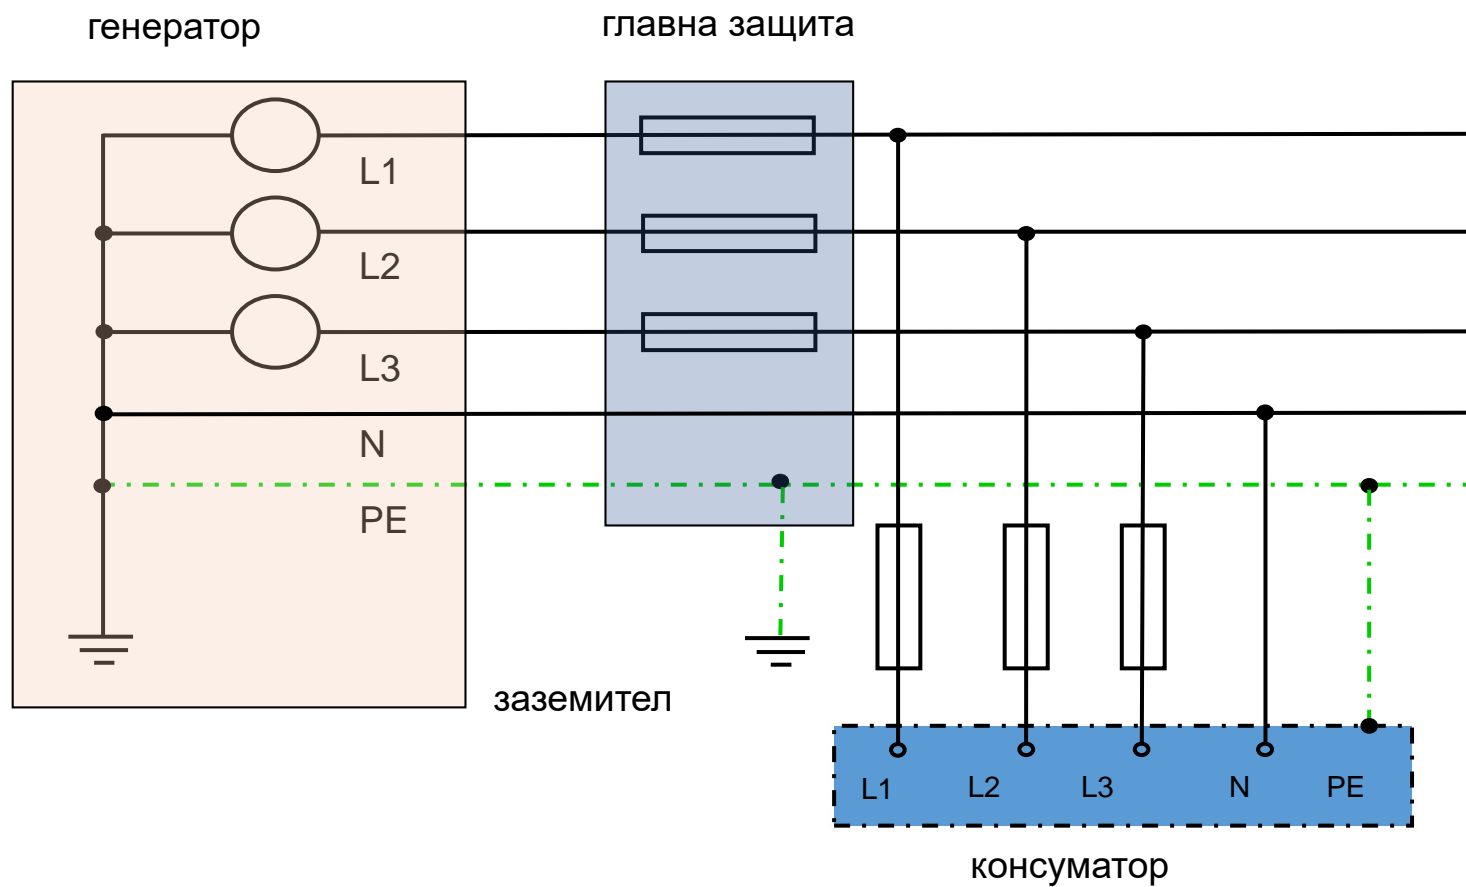 генератор
главна защита
L1
L2
L3
N
PE
заземител
L1
L2
L3
N
PE
консуматор